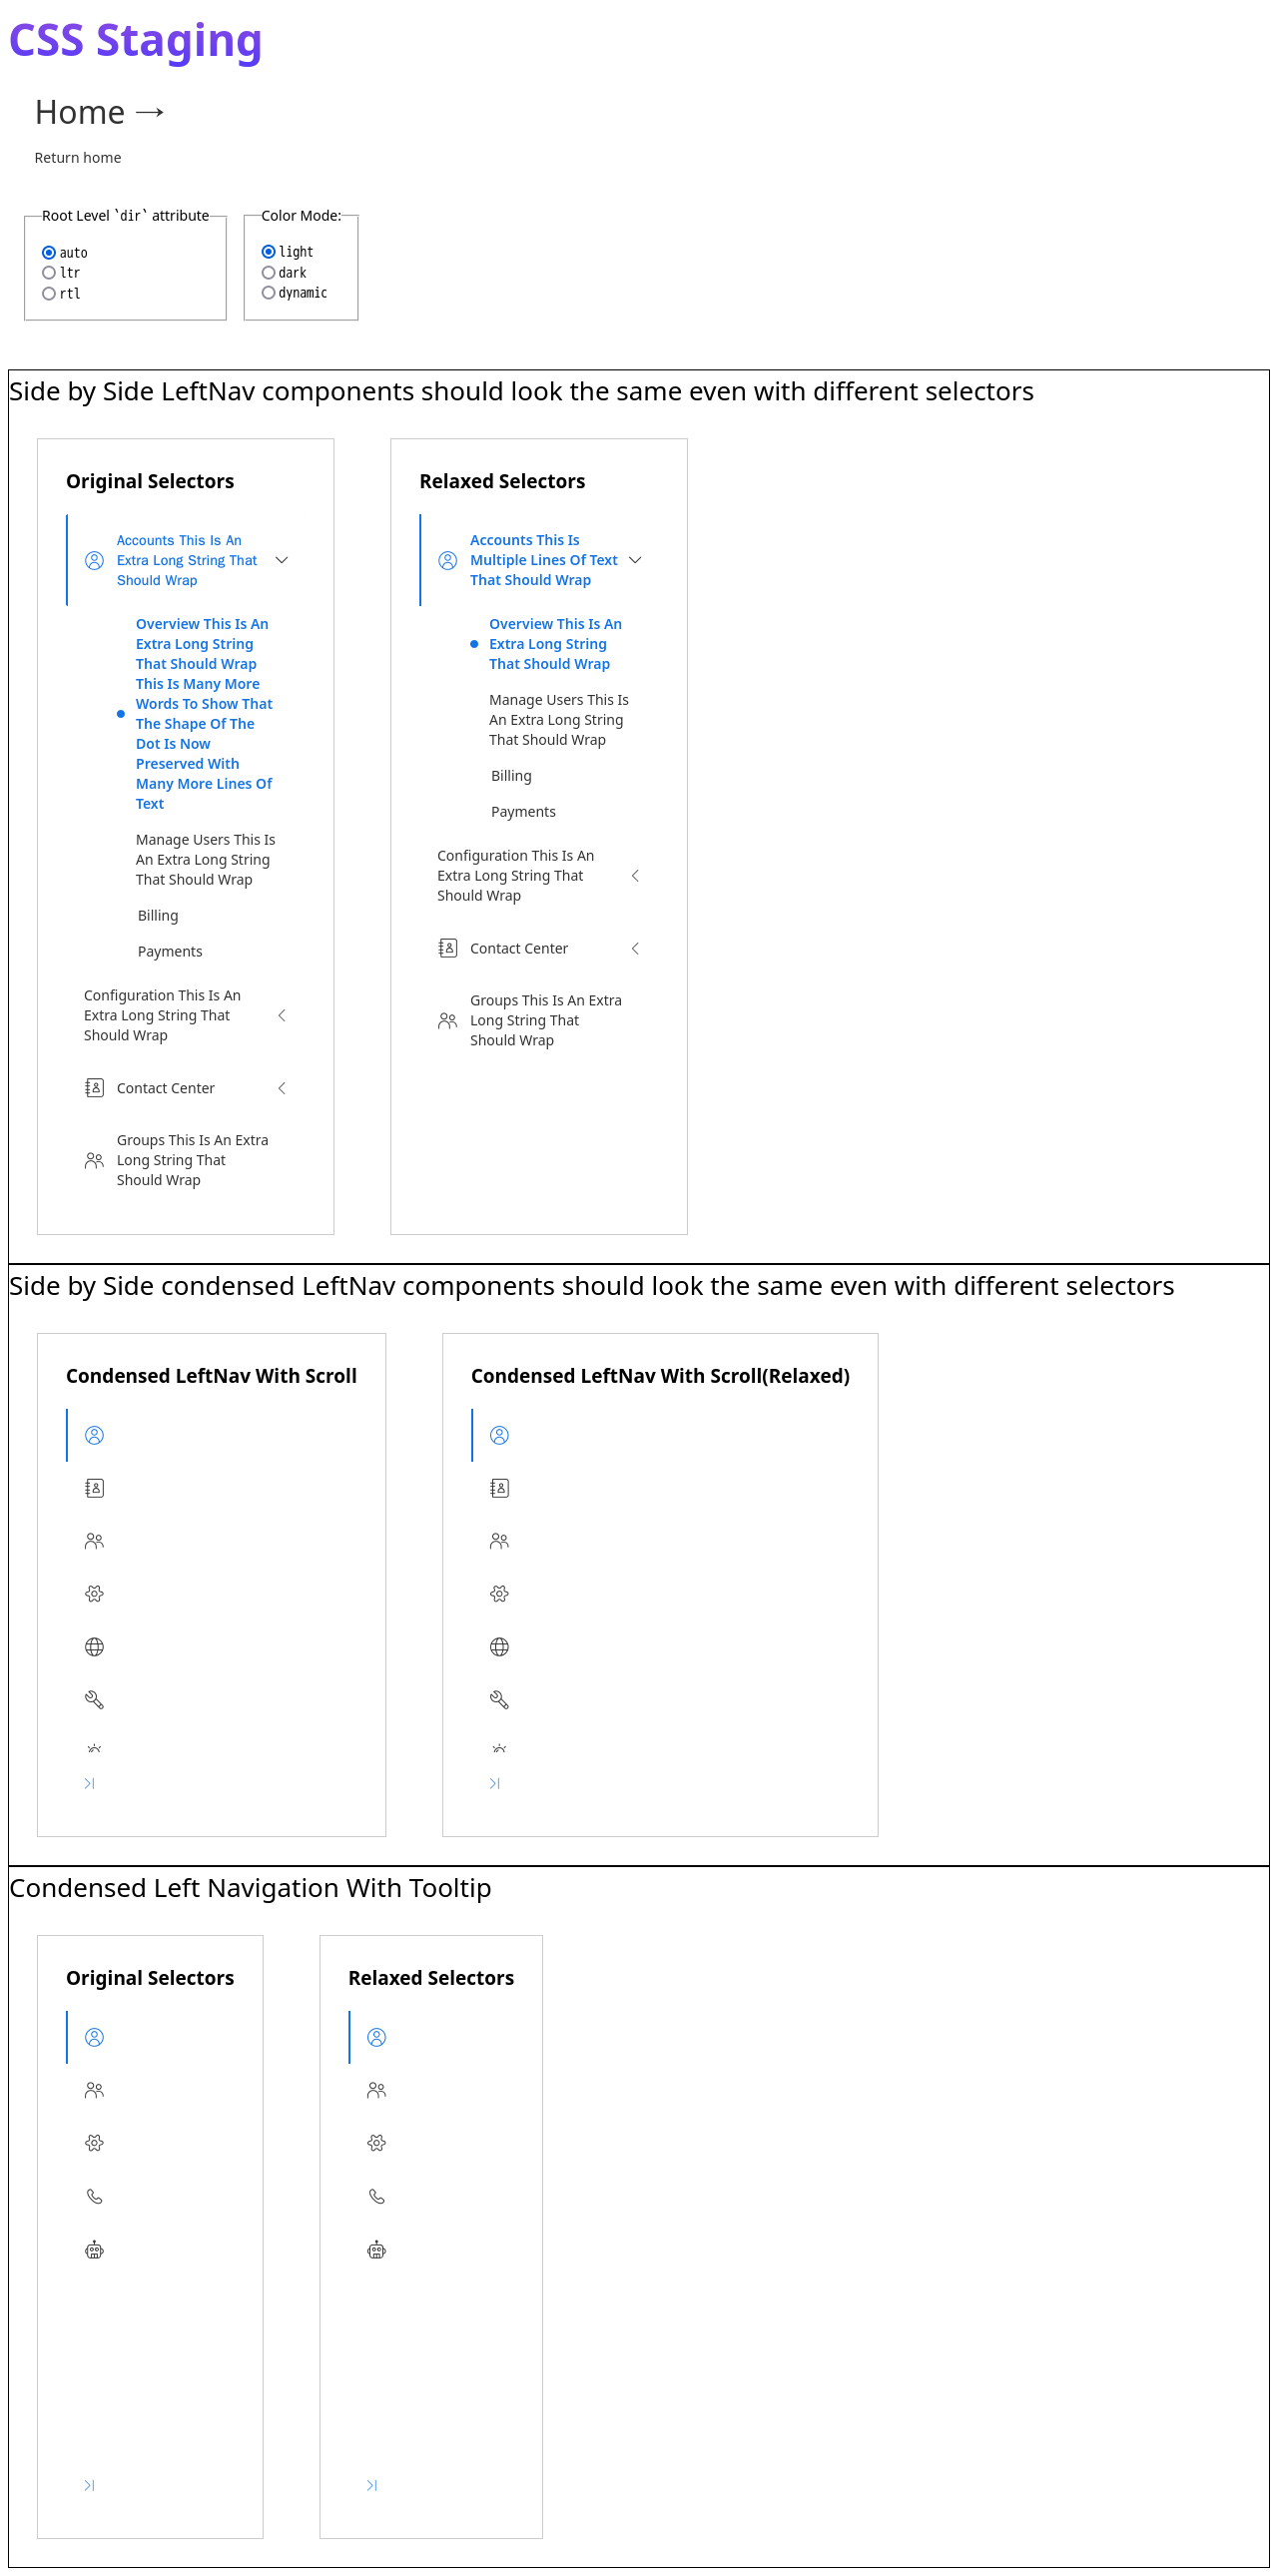 CSS Staging
Home →
Return home
Root Level `dir` attribute
auto
ltr
rtl
Color Mode:
light
dark
dynamic
Side by Side LeftNav components should look the same even with different selectors
Original Selectors
Accounts This Is An
Extra Long String That
Should Wrap
Overview This Is An
Extra Long String
That Should Wrap
This Is Many More
Words To Show That
The Shape Of The
Dot Is Now
Preserved With
Many More Lines Of
Text
Manage Users This Is
An Extra Long String
That Should Wrap
Billing
Payments
Configuration This Is An
Extra Long String That
Should Wrap
Contact Center
Groups This Is An Extra
Long String That
Should Wrap
Relaxed Selectors
Accounts This Is
Multiple Lines Of Text
That Should Wrap
Overview This Is An
Extra Long String
That Should Wrap
Manage Users This Is
An Extra Long String
That Should Wrap
Billing
Payments
Configuration This Is An
Extra Long String That
Should Wrap
Contact Center
Groups This Is An Extra
Long String That
Should Wrap
Side by Side condensed LeftNav components should look the same even with different selectors
Condensed LeftNav With Scroll
Condensed LeftNav With Scroll(Relaxed)
Condensed Left Navigation With Tooltip
Original Selectors
Relaxed Selectors